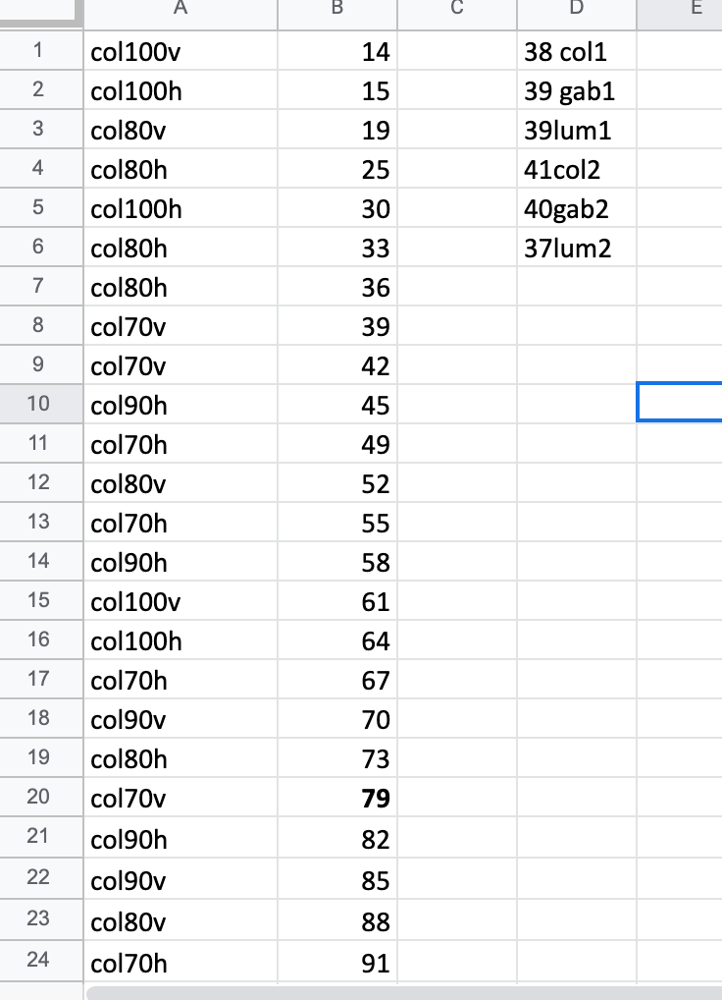 A B C D E
1 col100v 14 38 col1
2 col100h 15 39 gab1
3 col80v 19 39lum1
4 col80h 25 41col2
5 col100h 30 40gab2
6 col80h 33 37lum2
7 col80h 36
8 col70v 39
9 col70v 42
10 col90h 45
11 col70h 49
12 col80v 52
13 col70h 55
14 col90h 58
15 col100v 61
16 col100h 64
17 col70h 67
18 col90v 70
19 col80h 73
20 col70v 79
21 col90h 82
22 col90v 85
23 col80v 88
24 col70h 91